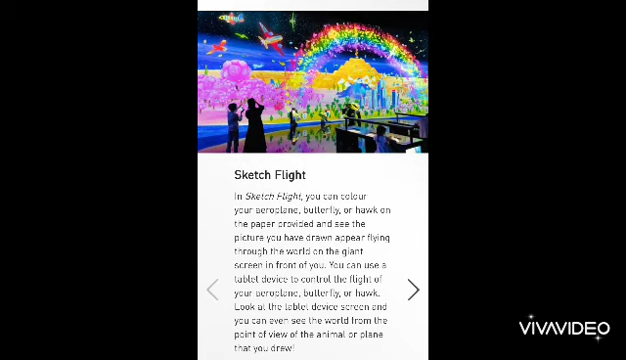 Sketch Flight
In Sketch Flight, you can colour
your aeroplane, butterfly, or hawk on
the paper provided and see the
picture you have drawn appear flying
through the world on the giant
screen in front of you. You can use a
tablet device to control the flight of
your aeroplane, butterfly, or hawk.
Look at the tablet device screen and
you can even see the world from the
point of view of the animal or plane
that you drew!
VIVAVIDEO